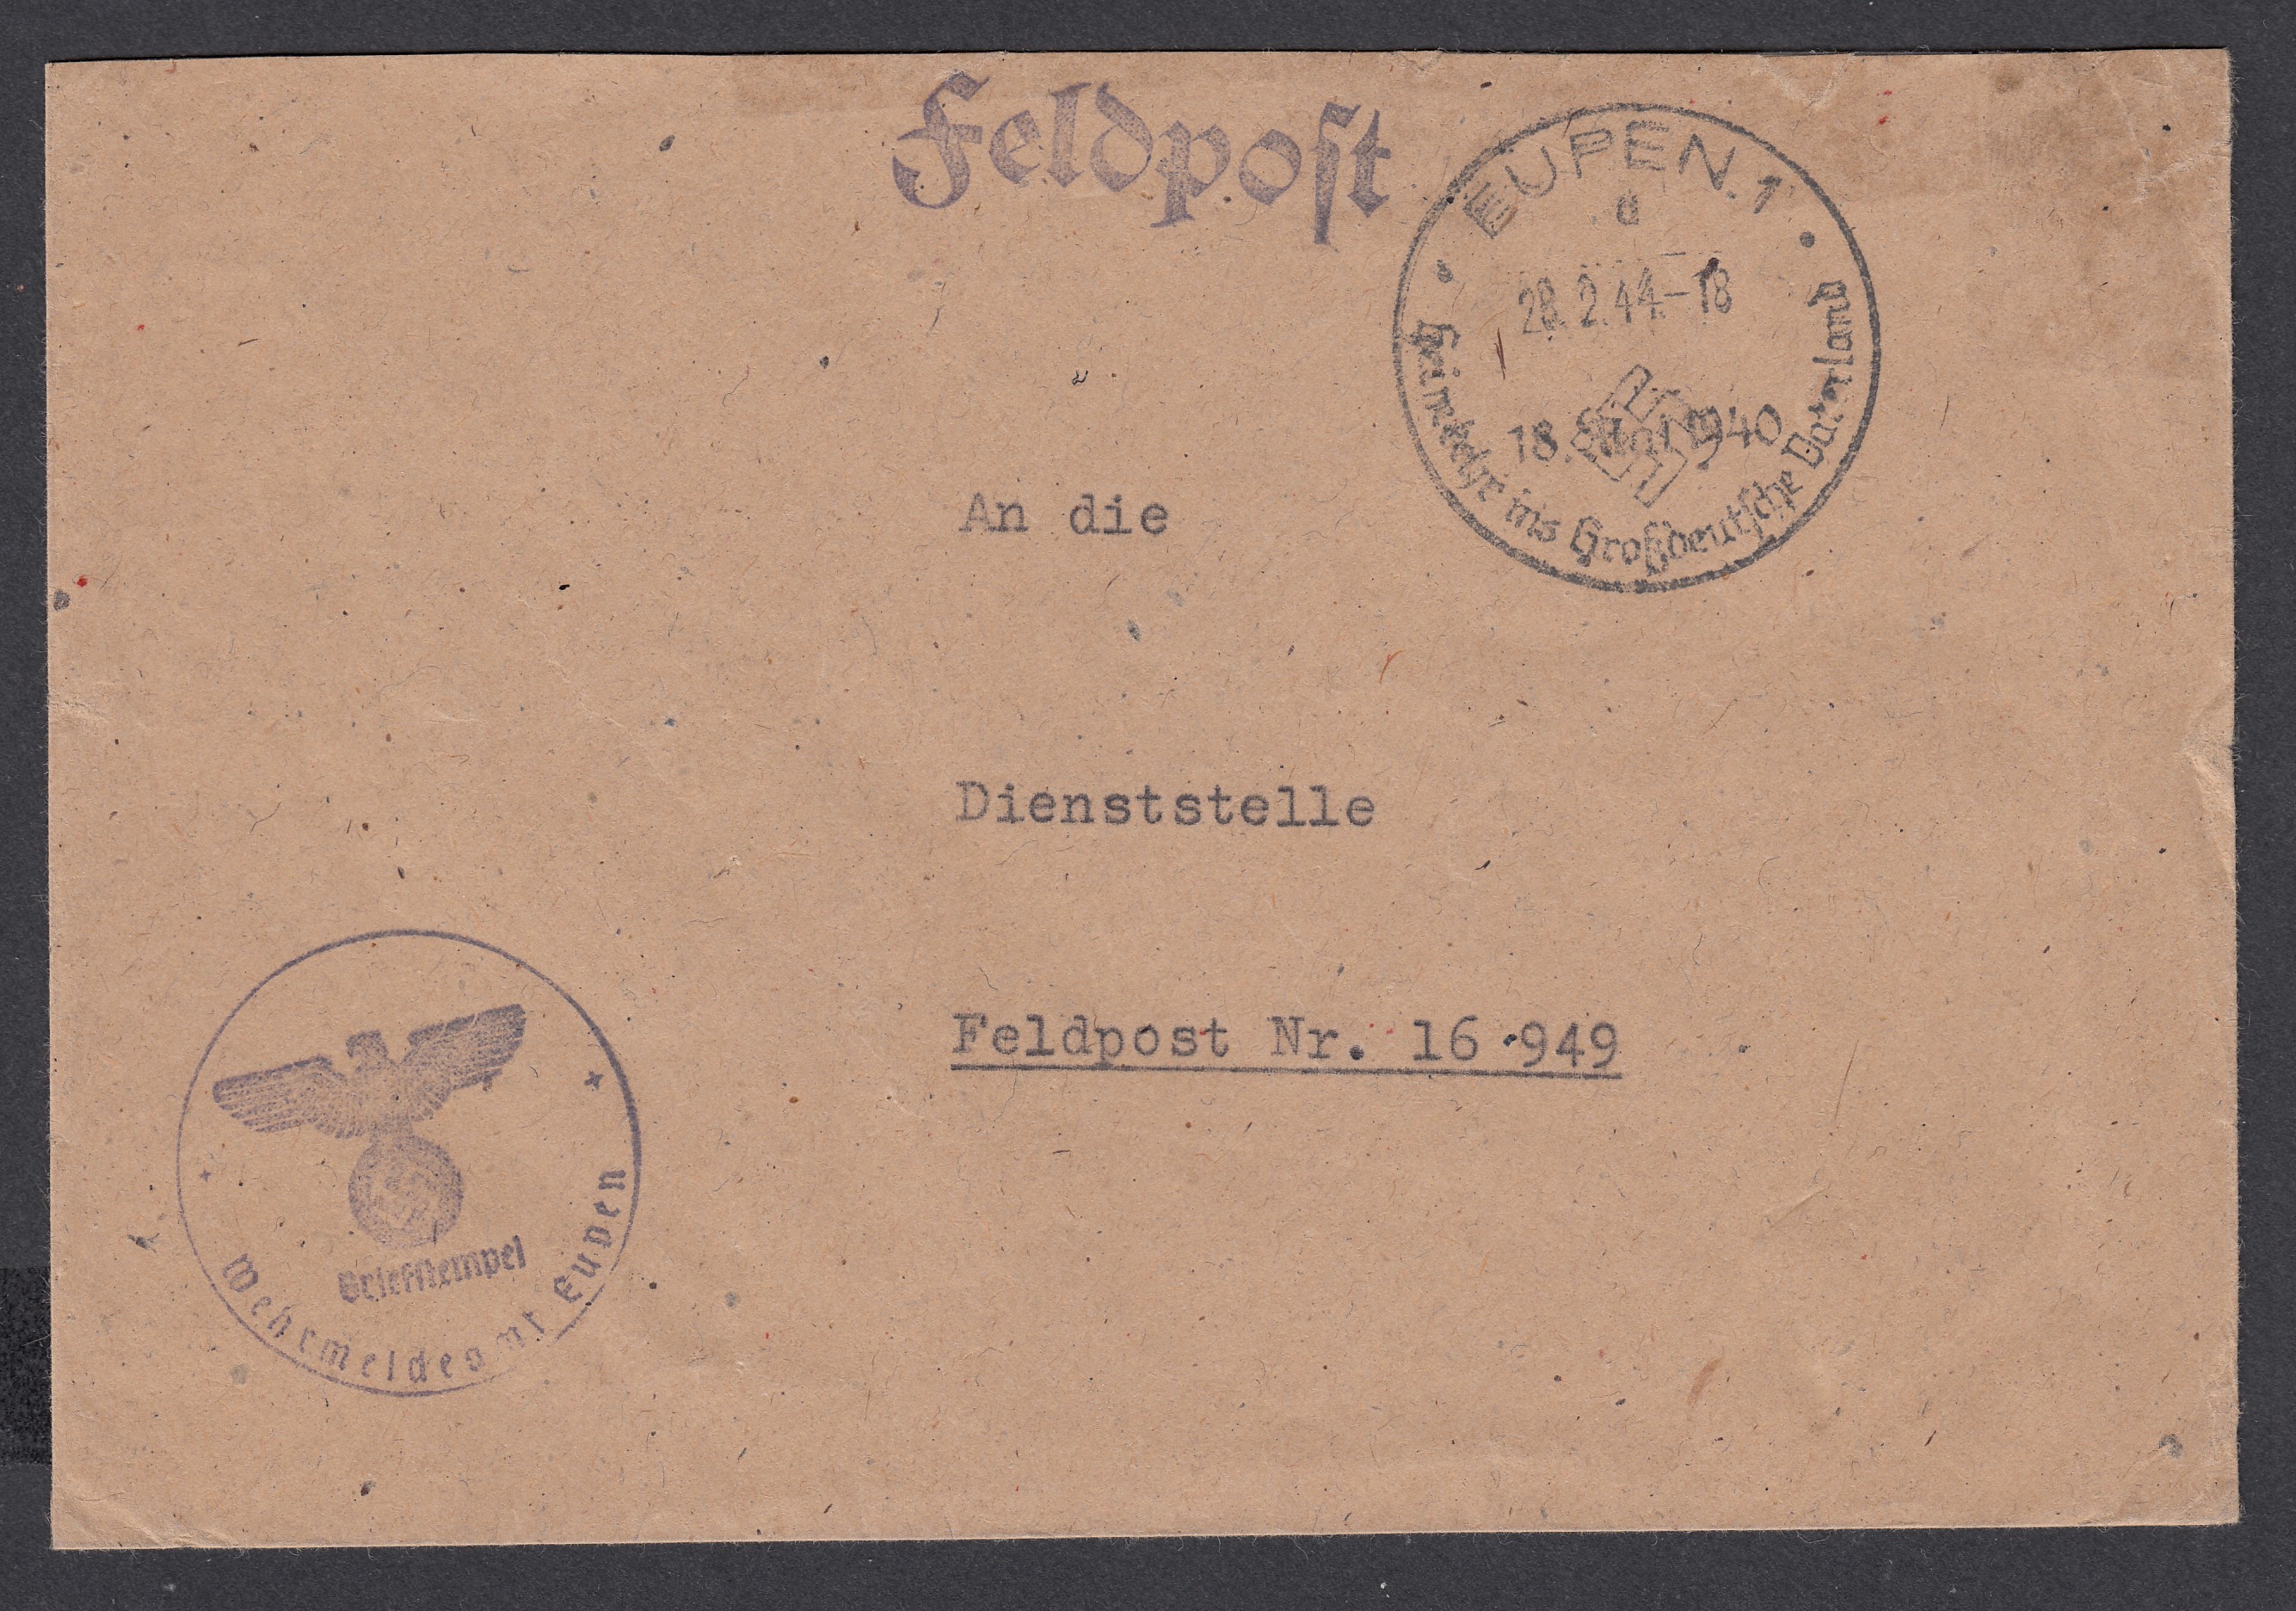 Feldpost
EUPEN 1
a
28.2.44-18
18. Mai 1940
Heimkehr ins Großdeutsche Vaterland
An die
Dienststelle
Feldpost Nr. 16 949
Briefstempel
Wehrmeldeamt Eupen